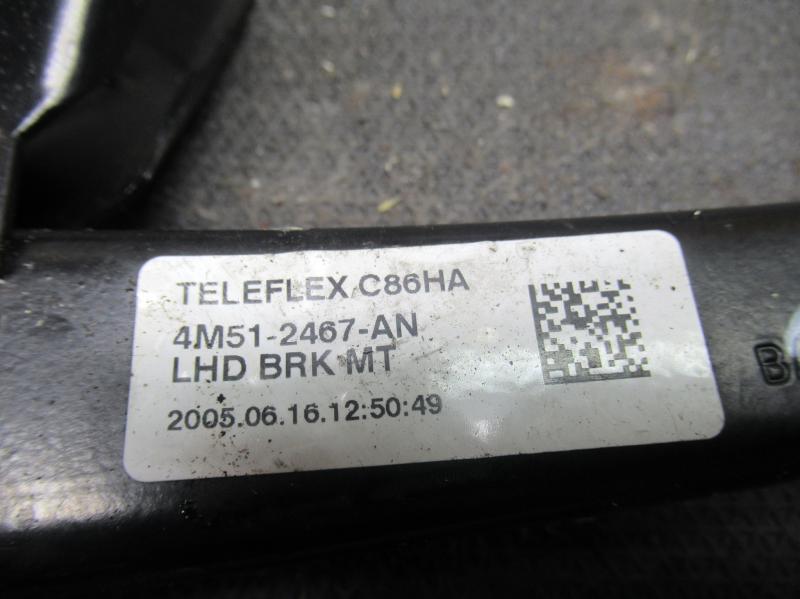 TELEFLEX C86HA
4M51-2467-AN
LHD BRK MT
2005.06.16.12:50:49